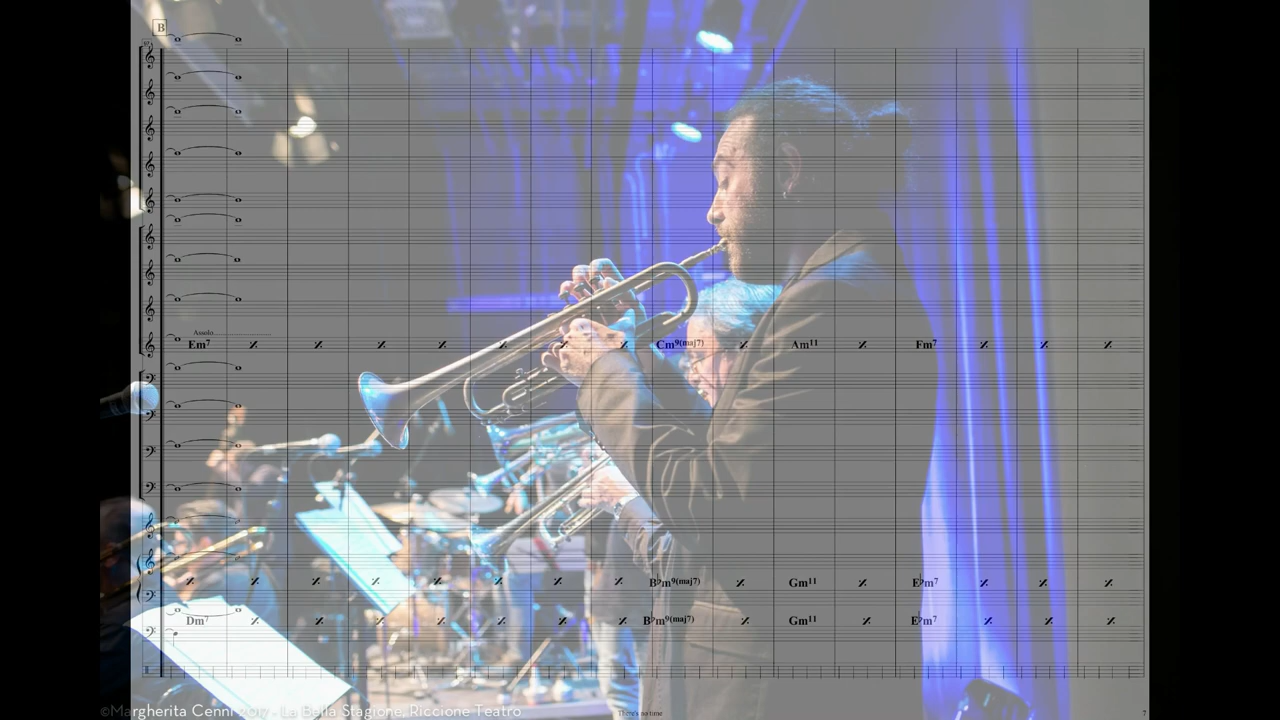 B
Assolo
Em7 Cm9(maj7) Am11 Fm7
B♭m9(maj7) Gm11 E♭m7
Dm7 B♭m9(maj7) Gm11 E♭m7
©Margherita Cenni 2017 - La Bella Stagione, Riccione Teatro
There's no time
7